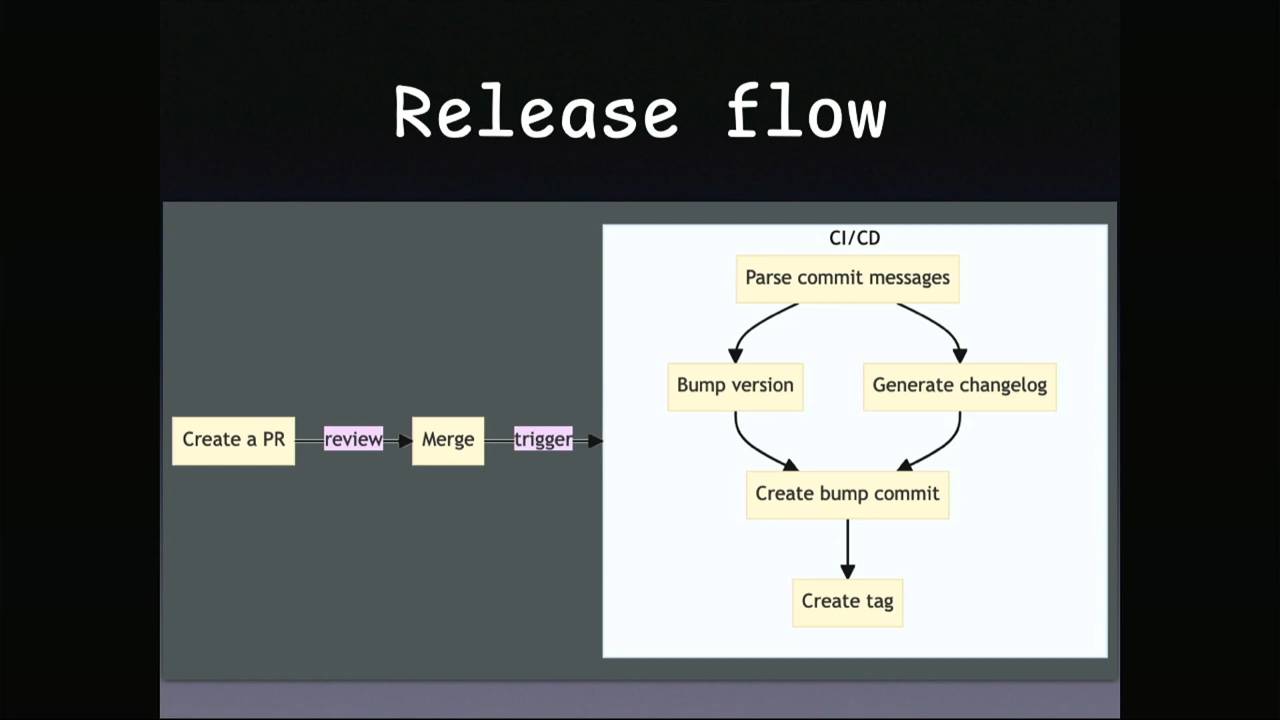 Release flow
CI/CD
Parse commit messages
Bump version
Generate changelog
Create a PR
review
Merge
trigger
Create bump commit
Create tag